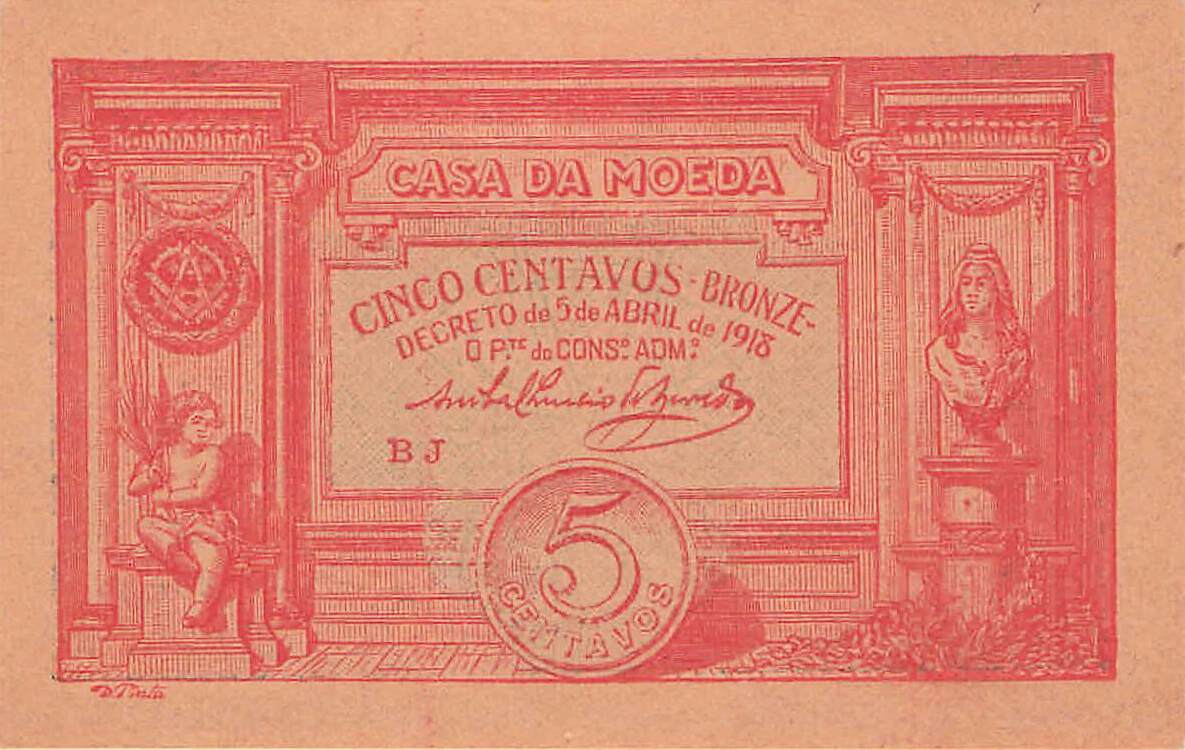 CASA DA MOEDA
CINCO CENTAVOS - BRONZE-
DECRETO de 5 de ABRIL de 1918
O P.TE do CONS.O ADM.O
B J
5
CENTAVOS